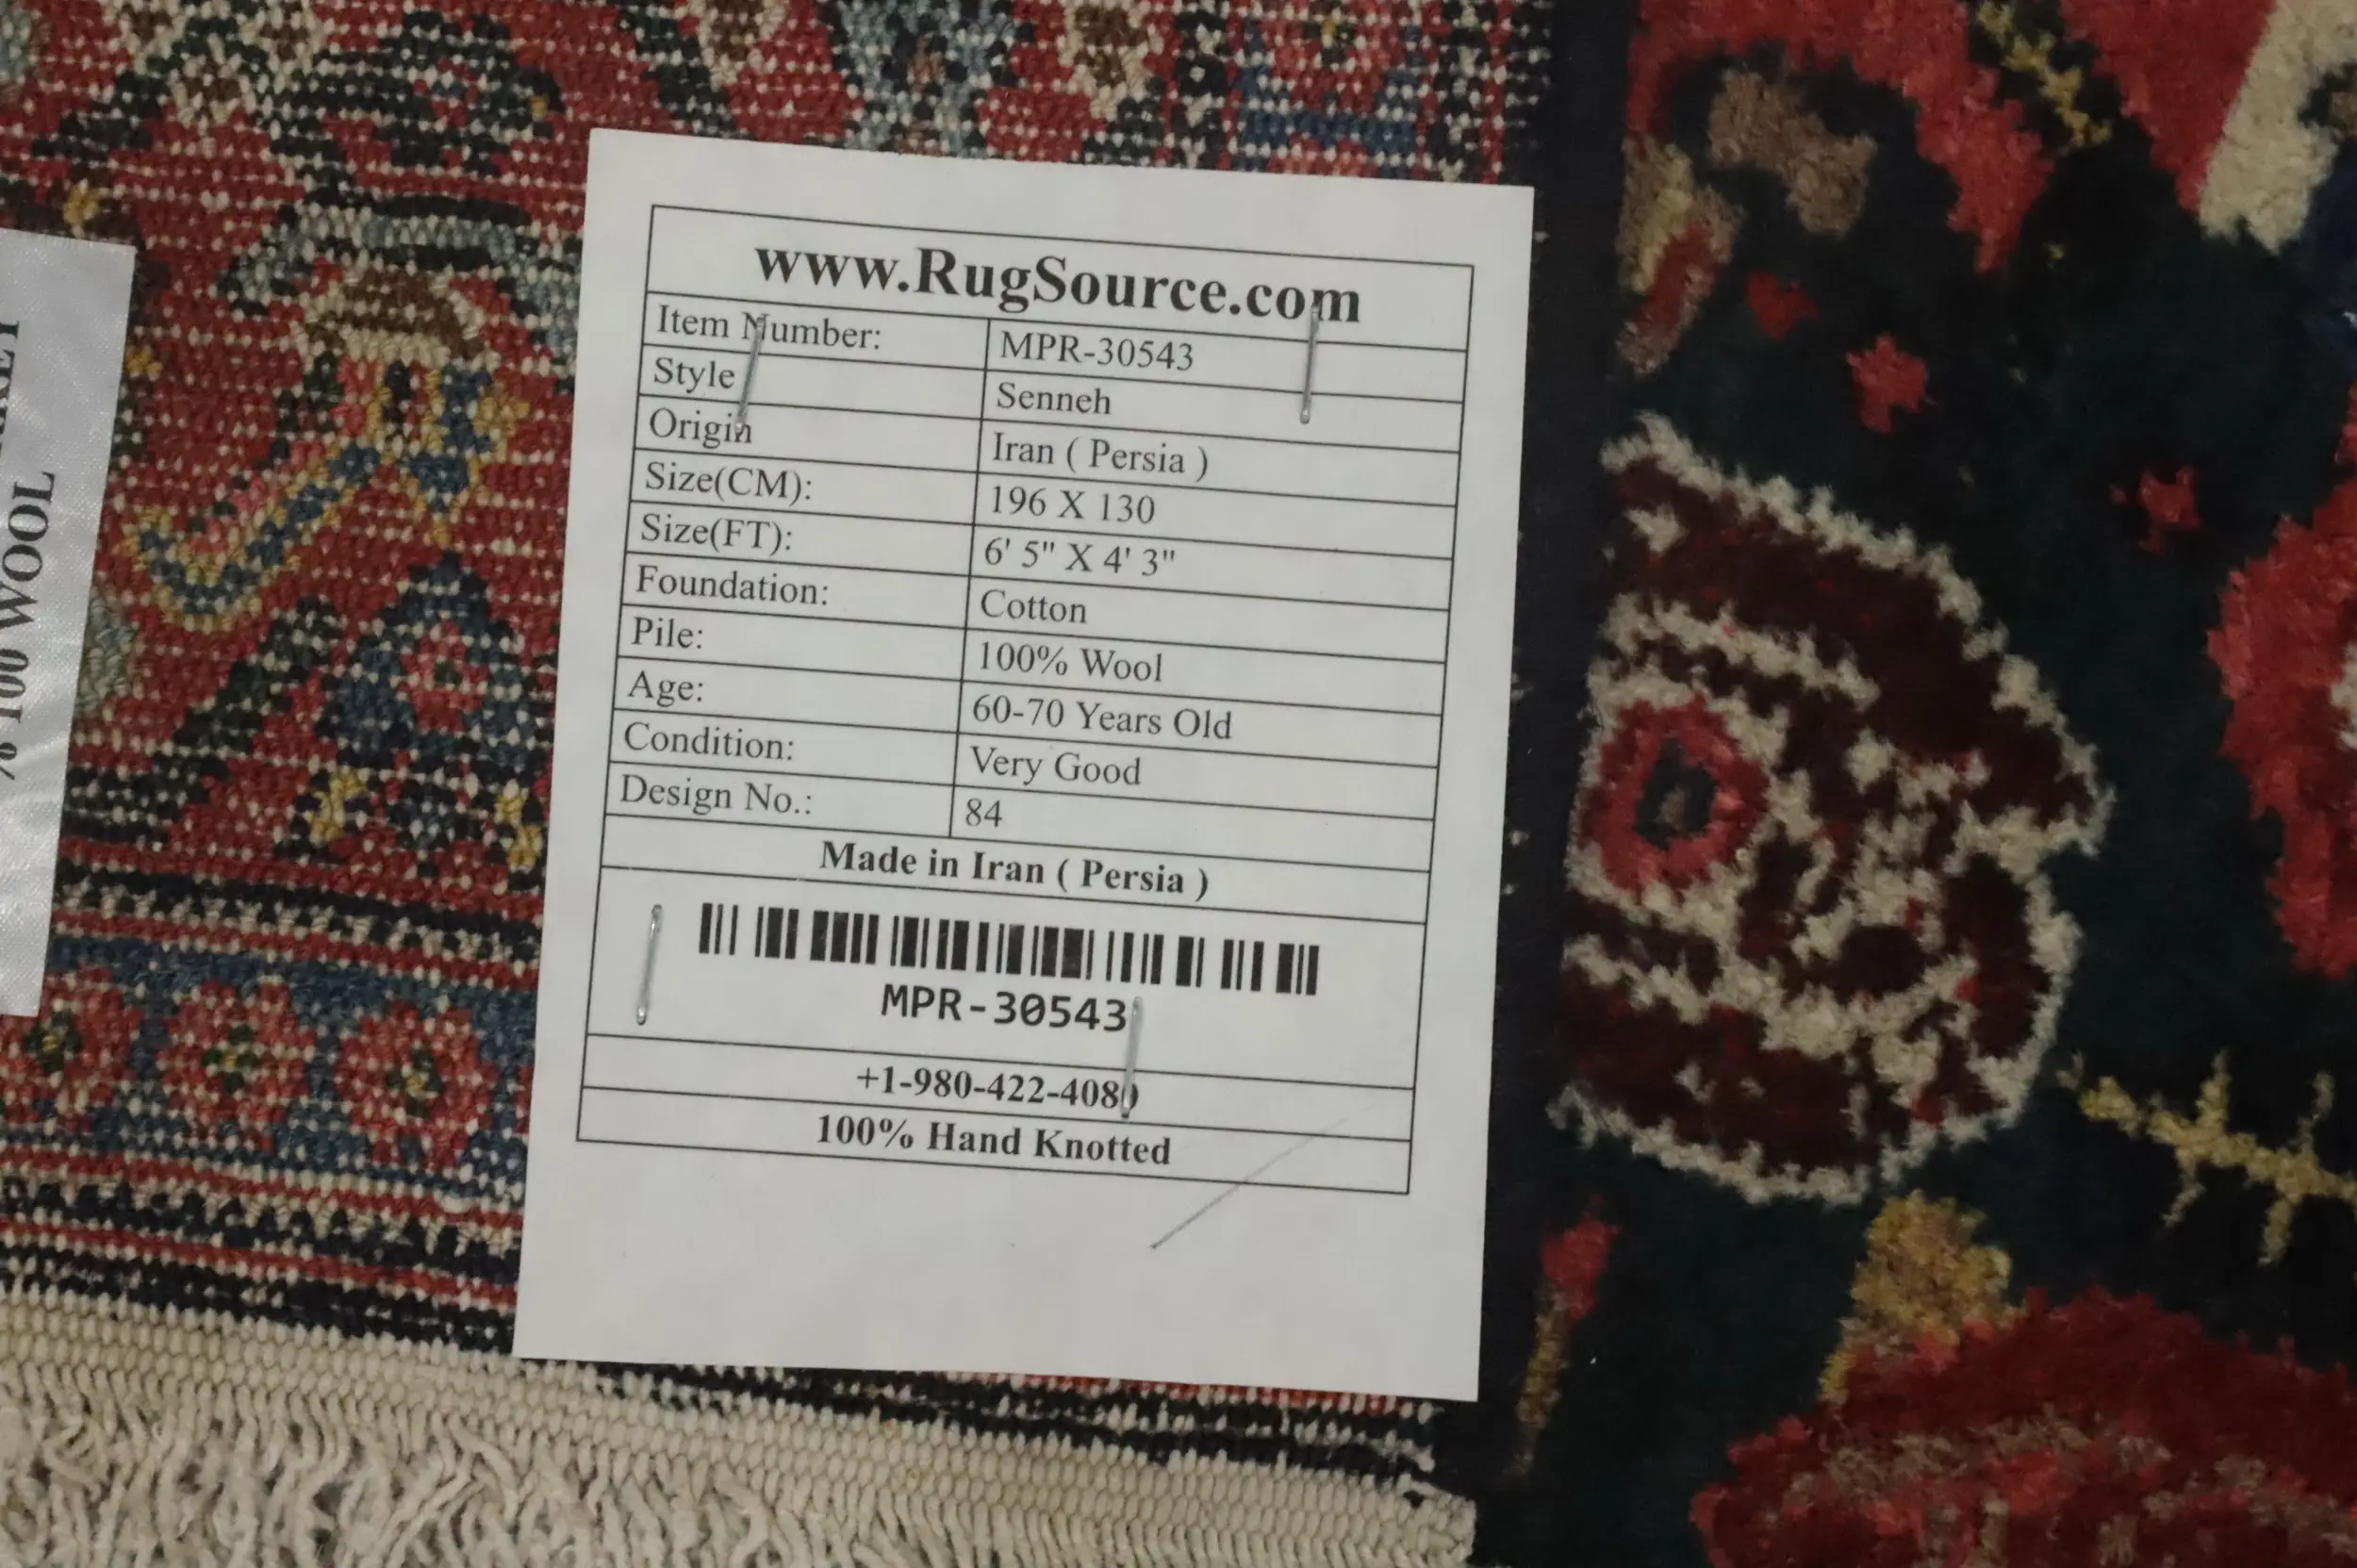 www.RugSource.com
Item Number: MPR-30543
Style Senneh
Origin Iran ( Persia )
Size(CM): 196 X 130
Size(FT): 6' 5" X 4' 3"
Foundation: Cotton
Pile: 100% Wool
Age: 60-70 Years Old
Condition: Very Good
Design No.: 84
Made in Iran ( Persia )
MPR-30543
+1-980-422-4080
100% Hand Knotted
% 100 WOOL